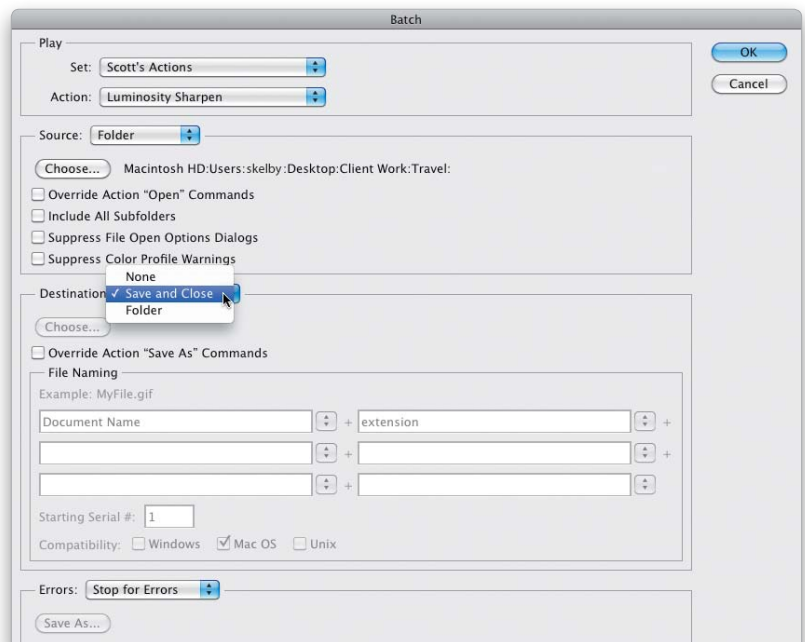 Batch
Play
Set: Scott's Actions
Action: Luminosity Sharpen
OK
Cancel
Source: Folder
Choose... Macintosh HD:Users:skelby:Desktop:Client Work:Travel:
Override Action "Open" Commands
Include All Subfolders
Suppress File Open Options Dialogs
Suppress Color Profile Warnings
None
Destination ✓ Save and Close
Folder
Choose...
Override Action "Save As" Commands
File Naming
Example: MyFile.gif
Document Name + extension +
+ +
+
Starting Serial #: 1
Compatibility: Windows Mac OS Unix
Errors: Stop for Errors
Save As...